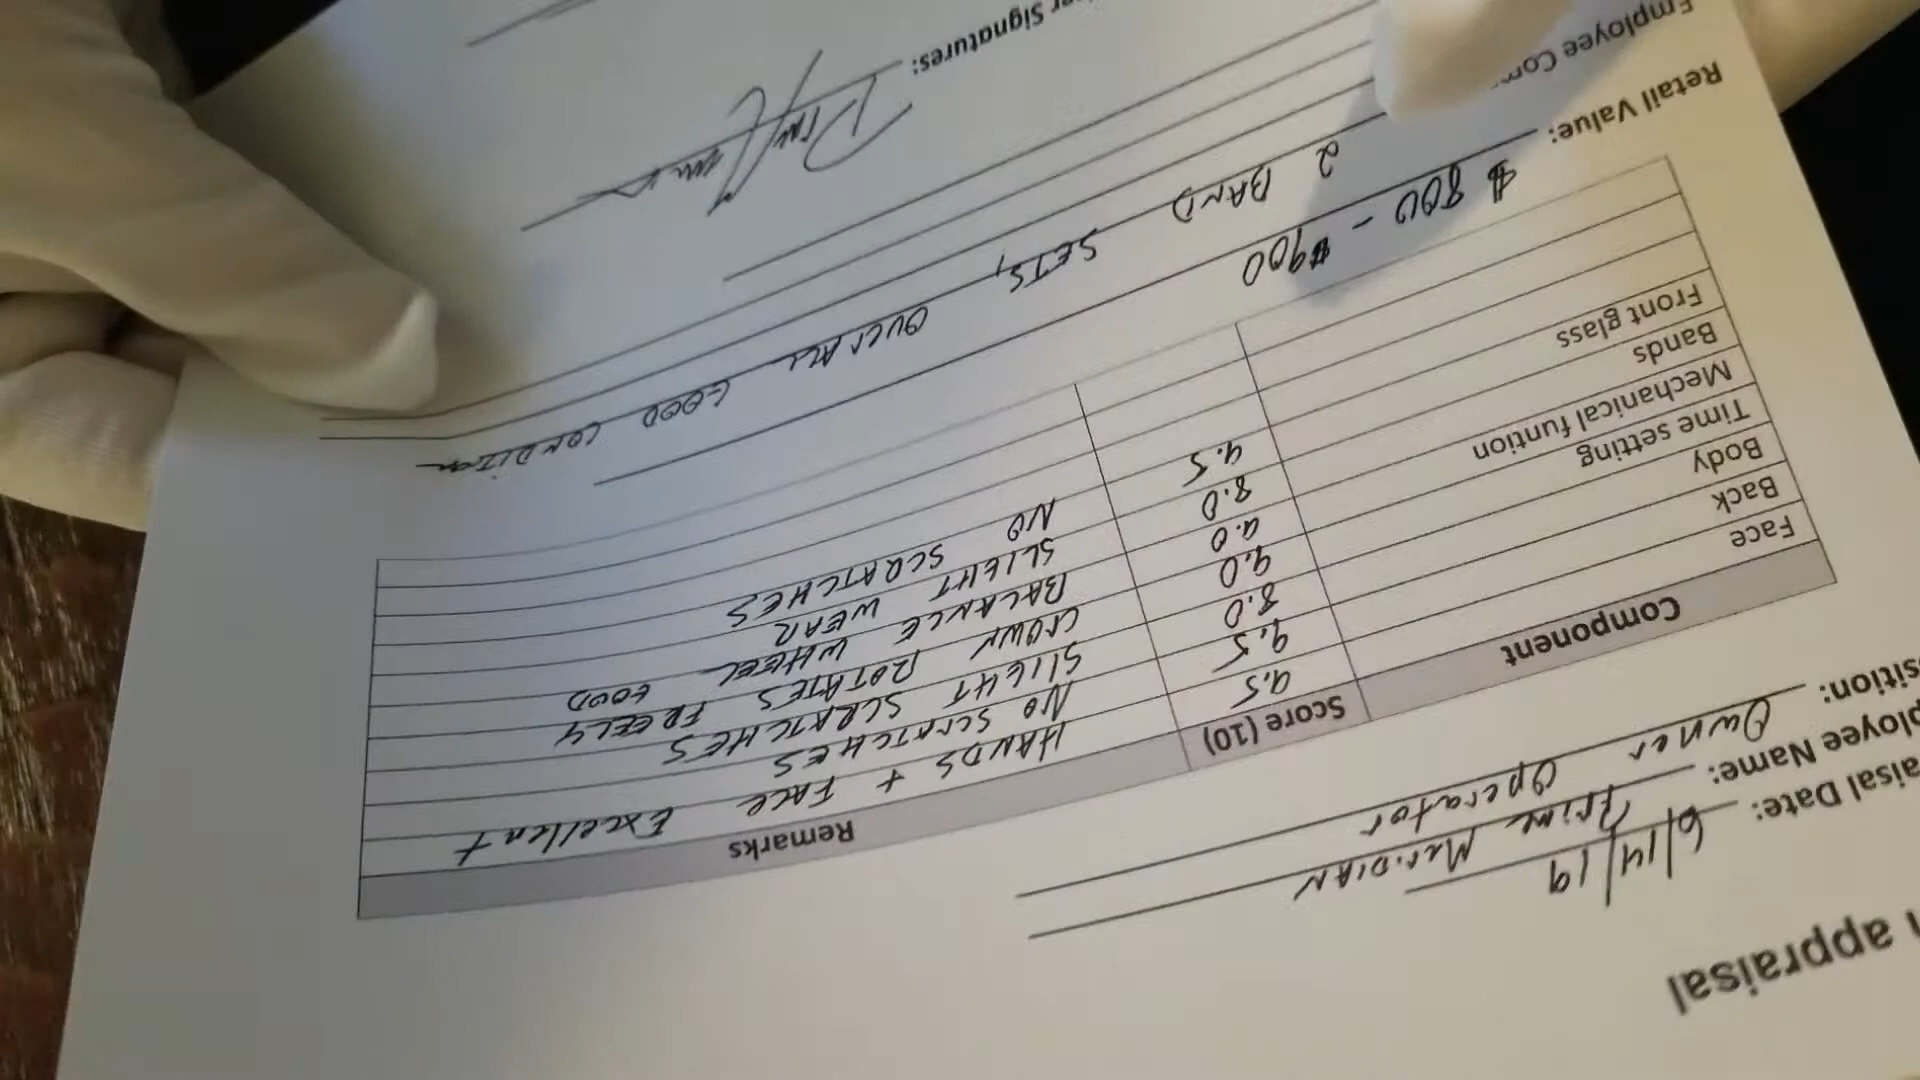 appraisal
aisal Date: 6/14/19
ployee Name: Prime Meridian
sition: Owner Operator
Component Score (10) Remarks
Face 9.5 HANDS + FACE Excellent
Back 9.5 NO SCRATCHES
Body 8.0 SLIGHT SCRATCHES
Time setting 9.0 CROWN ROTATES FREELY
Mechanical funtion 9.0 BALANCE WHEEL GOOD
Bands 8.0 SLIGHT WEAR
Front glass 9.5 NO SCRATCHES
Retail Value: $800 - $900
Employee Com 2 BAND SETS, OVERALL GOOD CONDITION
er Signatures: